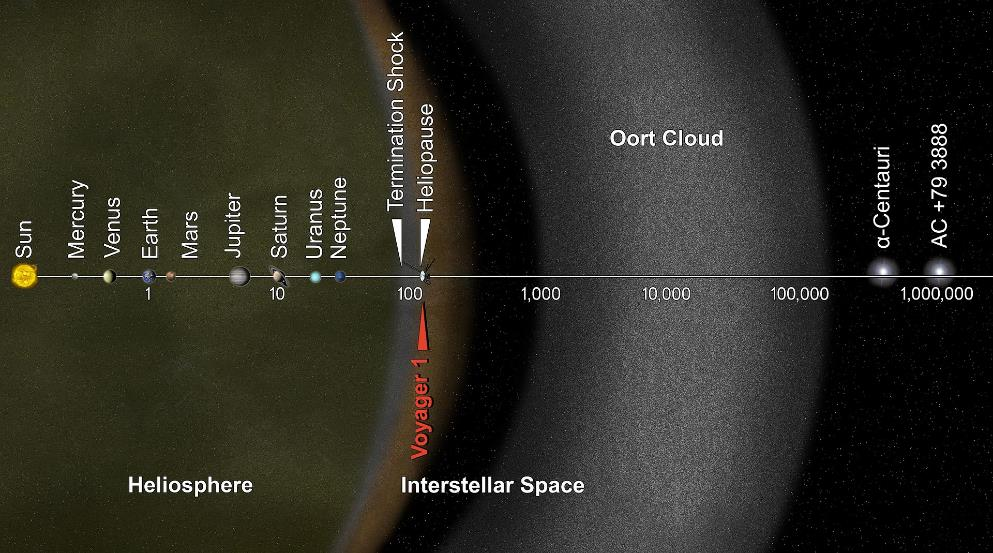 Sun
Mercury
Venus
Earth
Mars
Jupiter
Saturn
Uranus
Neptune
Termination Shock
Heliopause
Oort Cloud
α-Centauri
AC +79 3888
1
10
100
1,000
10,000
100,000
1,000,000
Voyager 1
Heliosphere
Interstellar Space